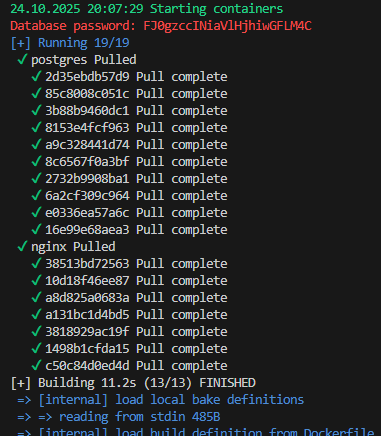 24.10.2025 20:07:29 Starting containers
Database password: FJ0gzccINiaVlHjhiwGFLM4C
[+] Running 19/19
✓ postgres Pulled
✓ 2d35ebdb57d9 Pull complete
✓ 85c8008c051c Pull complete
✓ 3b88b9460dc1 Pull complete
✓ 8153e4fcf963 Pull complete
✓ a9c328441d74 Pull complete
✓ 8c6567f0a3bf Pull complete
✓ 2732b9908ba1 Pull complete
✓ 6a2cf309c964 Pull complete
✓ e0336ea57a6c Pull complete
✓ 16e99e68aea3 Pull complete
✓ nginx Pulled
✓ 38513bd72563 Pull complete
✓ 10d18f46ee87 Pull complete
✓ a8d825a0683a Pull complete
✓ a131bc1d4bd5 Pull complete
✓ 3818929ac19f Pull complete
✓ 1498b1cfda15 Pull complete
✓ c50c84d0ed4d Pull complete
[+] Building 11.2s (13/13) FINISHED
=> [internal] load local bake definitions
=> => reading from stdin 485B
=> [internal] load build definition from Dockerfile